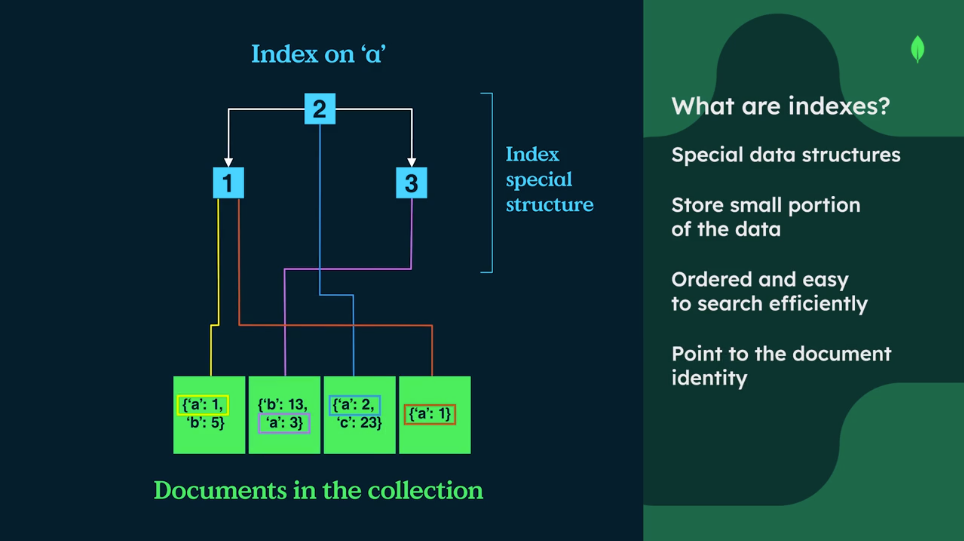 Index on ‘a’
2
1
3
Index
special
structure
{‘a’: 1,
‘b’: 5}
{‘b’: 13,
‘a’: 3}
{‘a’: 2,
‘c’: 23}
{‘a’: 1}
Documents in the collection
What are indexes?
Special data structures
Store small portion
of the data
Ordered and easy
to search efficiently
Point to the document
identity